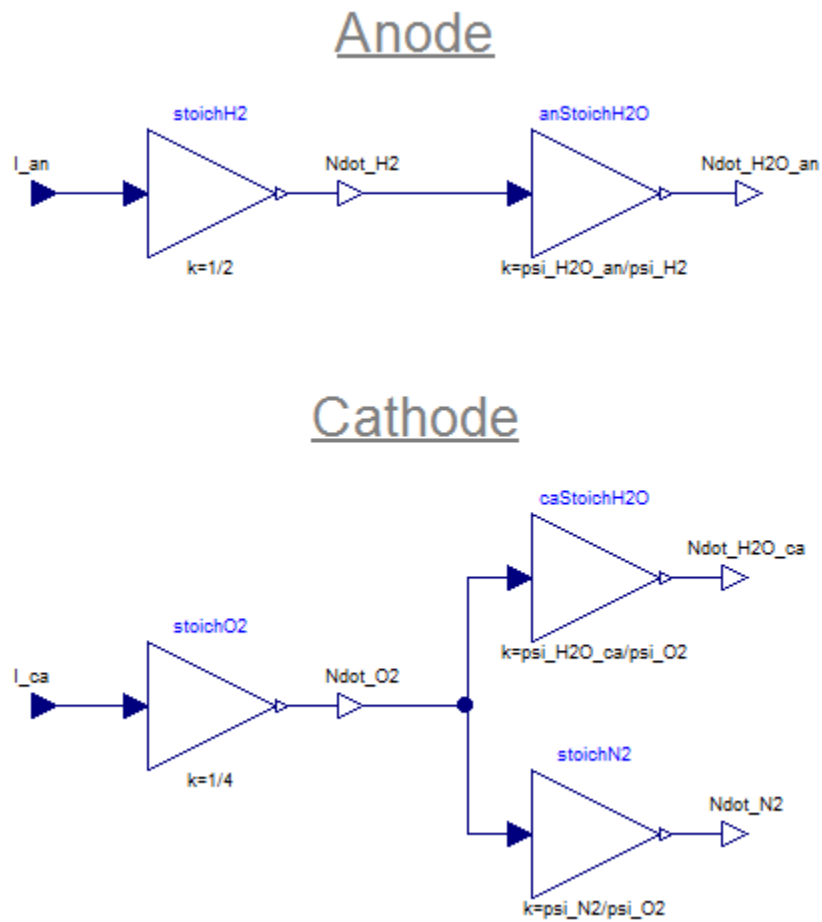 Anode
stoichH2
anStoichH2O
I_an
Ndot_H2
Ndot_H2O_an
k=1/2
k=psi_H2O_an/psi_H2
Cathode
caStoichH2O
Ndot_H2O_ca
stoichO2
k=psi_H2O_ca/psi_O2
I_ca
Ndot_O2
stoichN2
k=1/4
Ndot_N2
k=psi_N2/psi_O2